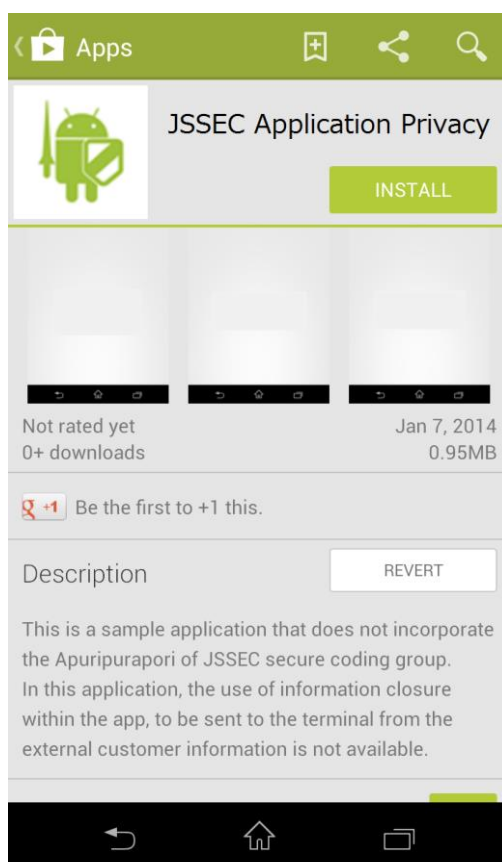 Apps
JSSEC Application Privacy
INSTALL
Not rated yet
Jan 7, 2014
0+ downloads
0.95MB
g +1 Be the first to +1 this.
Description
REVERT
This is a sample application that does not incorporate
the Apuripurapori of JSSEC secure coding group.
In this application, the use of information closure
within the app, to be sent to the terminal from the
external customer information is not available.